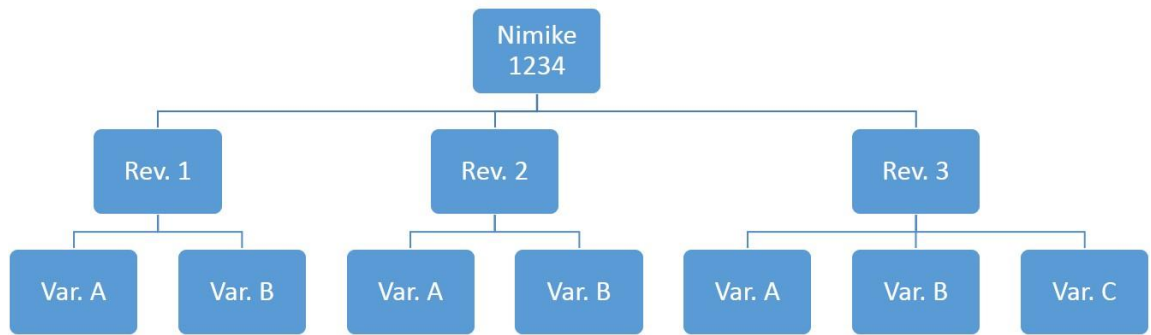 Nimike
1234
Rev. 1
Rev. 2
Rev. 3
Var. A
Var. B
Var. A
Var. B
Var. A
Var. B
Var. C